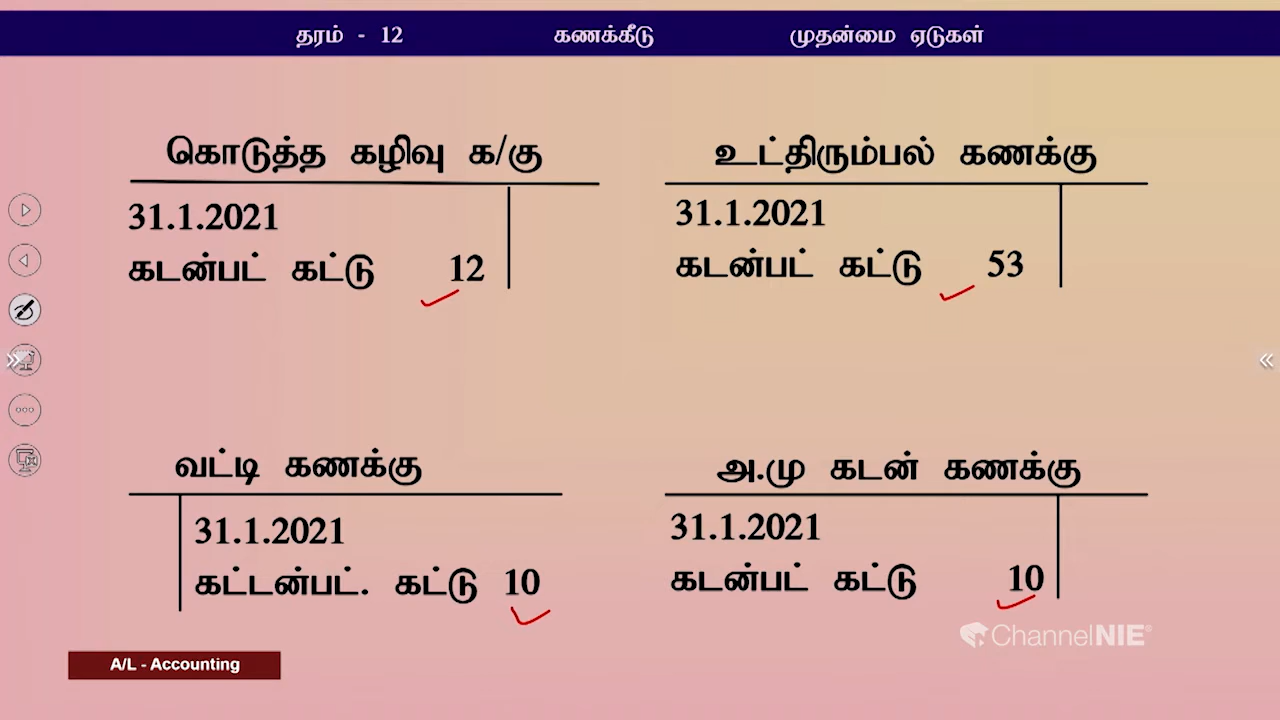 தரம் - 12 கணக்கீடு முதன்மை ஏடுகள்
கொடுத்த கழிவு க/கு
31.1.2021
கடன்பட் கட்டு 12
உட்திரும்பல் கணக்கு
31.1.2021
கடன்பட் கட்டு 53
வட்டி கணக்கு
31.1.2021
கட்டன்பட். கட்டு 10
அ.மு கடன் கணக்கு
31.1.2021
கடன்பட் கட்டு 10
ChannelNIE
A/L - Accounting